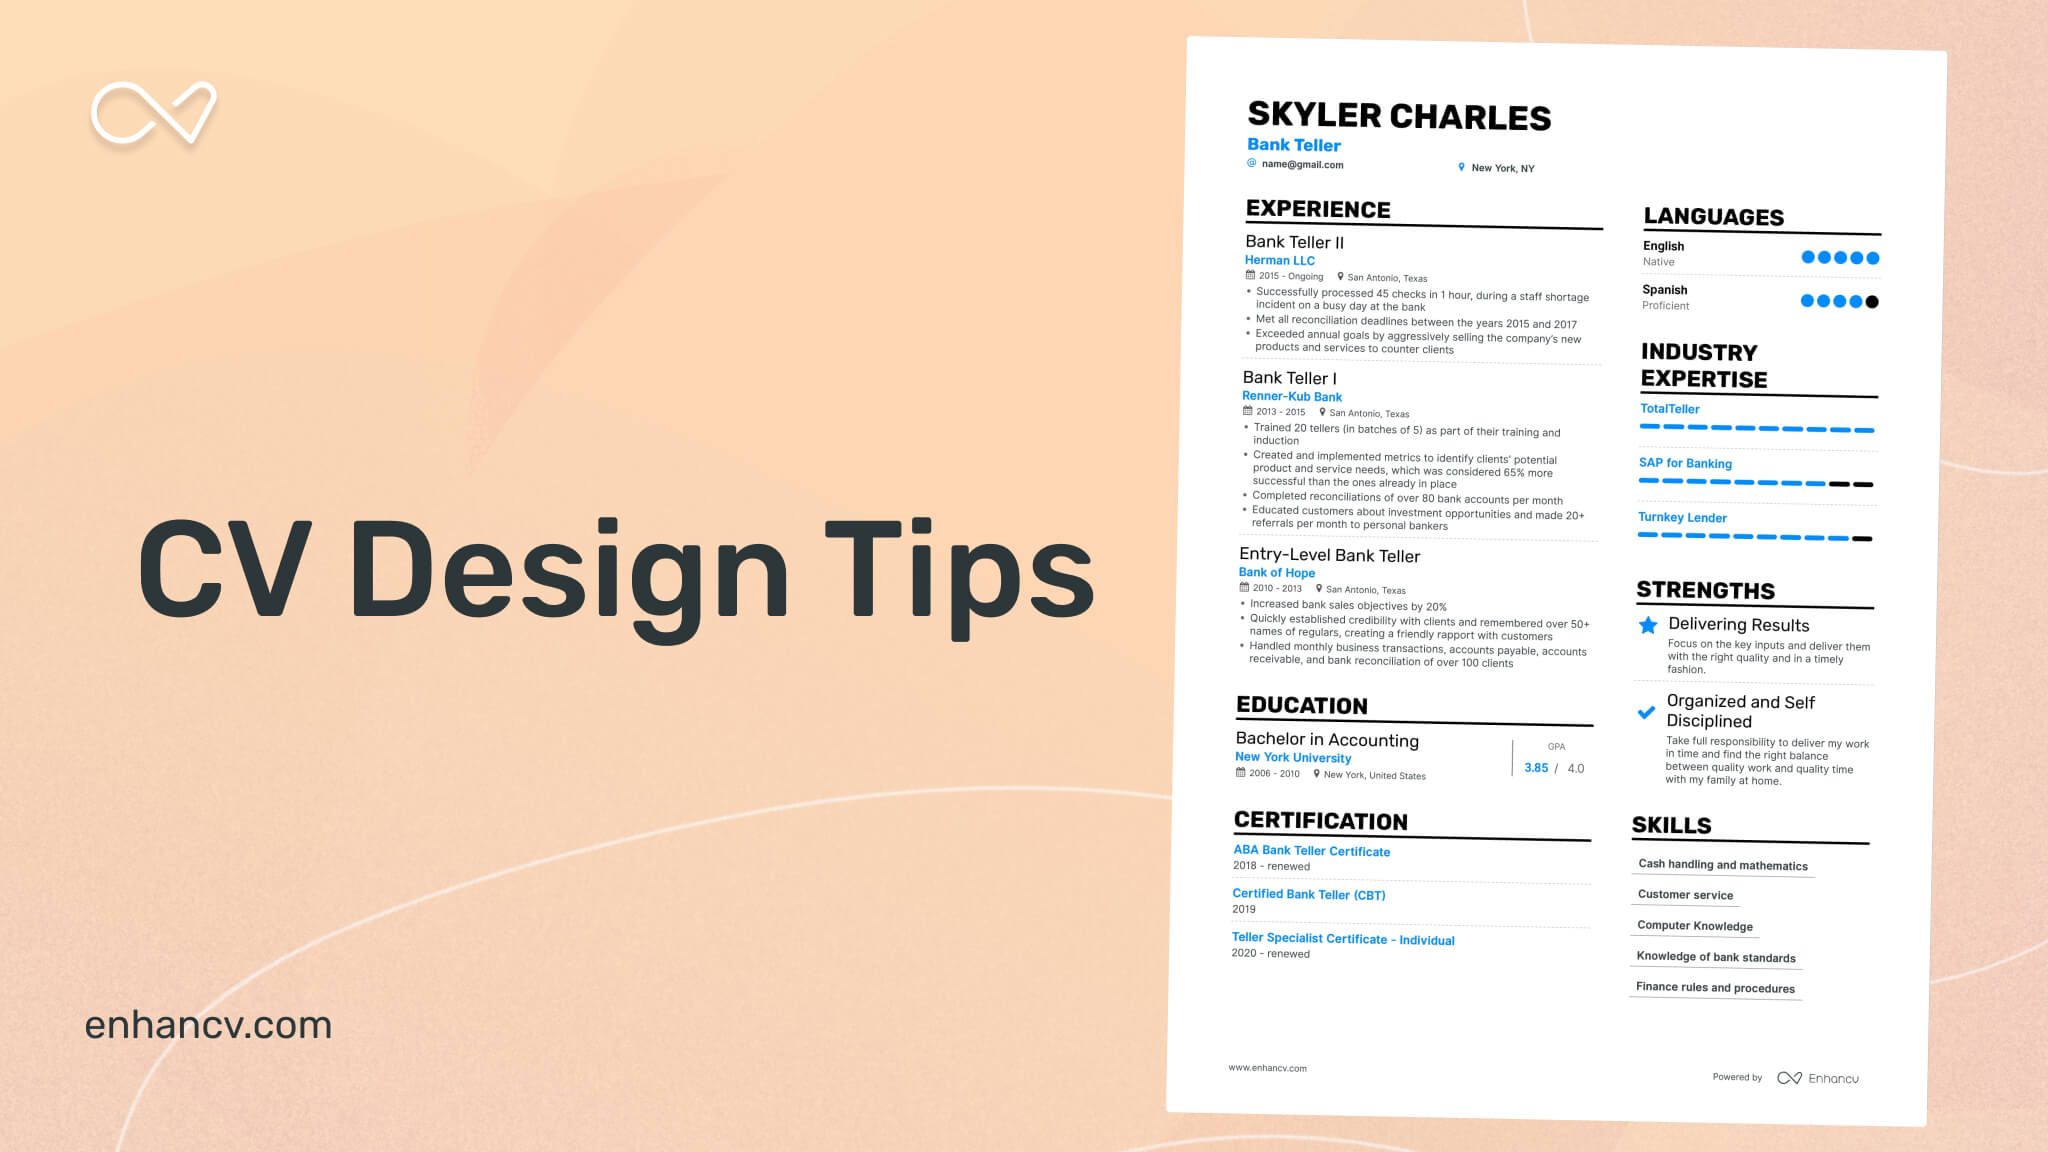 CV Design Tips
enhancv.com
SKYLER CHARLES
Bank Teller
@ name@gmail.com
New York, NY
EXPERIENCE
Bank Teller II
Herman LLC
2015 - Ongoing San Antonio, Texas
• Successfully processed 45 checks in 1 hour, during a staff shortage
incident on a busy day at the bank
• Met all reconciliation deadlines between the years 2015 and 2017
• Exceeded annual goals by aggressively selling the company's new
products and services to counter clients
Bank Teller I
Renner-Kub Bank
2013 - 2015 San Antonio, Texas
• Trained 20 tellers (in batches of 5) as part of their training and
induction
• Created and implemented metrics to identify clients' potential
product and service needs, which was considered 65% more
successful than the ones already in place
• Completed reconciliations of over 80 bank accounts per month
• Educated customers about investment opportunities and made 20+
referrals per month to personal bankers
Entry-Level Bank Teller
Bank of Hope
2010 - 2013 San Antonio, Texas
• Increased bank sales objectives by 20%
• Quickly established credibility with clients and remembered over 50+
names of regulars, creating a friendly rapport with customers
• Handled monthly business transactions, accounts payable, accounts
receivable, and bank reconciliation of over 100 clients
EDUCATION
Bachelor in Accounting
New York University
2006 - 2010 New York, United States
GPA
3.85 / 4.0
CERTIFICATION
ABA Bank Teller Certificate
2018 - renewed
Certified Bank Teller (CBT)
2019
Teller Specialist Certificate - Individual
2020 - renewed
LANGUAGES
English
Native
Spanish
Proficient
INDUSTRY
EXPERTISE
TotalTeller
SAP for Banking
Turnkey Lender
STRENGTHS
Delivering Results
Focus on the key inputs and deliver them
with the right quality and in a timely
fashion.
Organized and Self
Disciplined
Take full responsibility to deliver my work
in time and find the right balance
between quality work and quality time
with my family at home.
SKILLS
Cash handling and mathematics
Customer service
Computer Knowledge
Knowledge of bank standards
Finance rules and procedures
www.enhancv.com
Powered by Enhancv